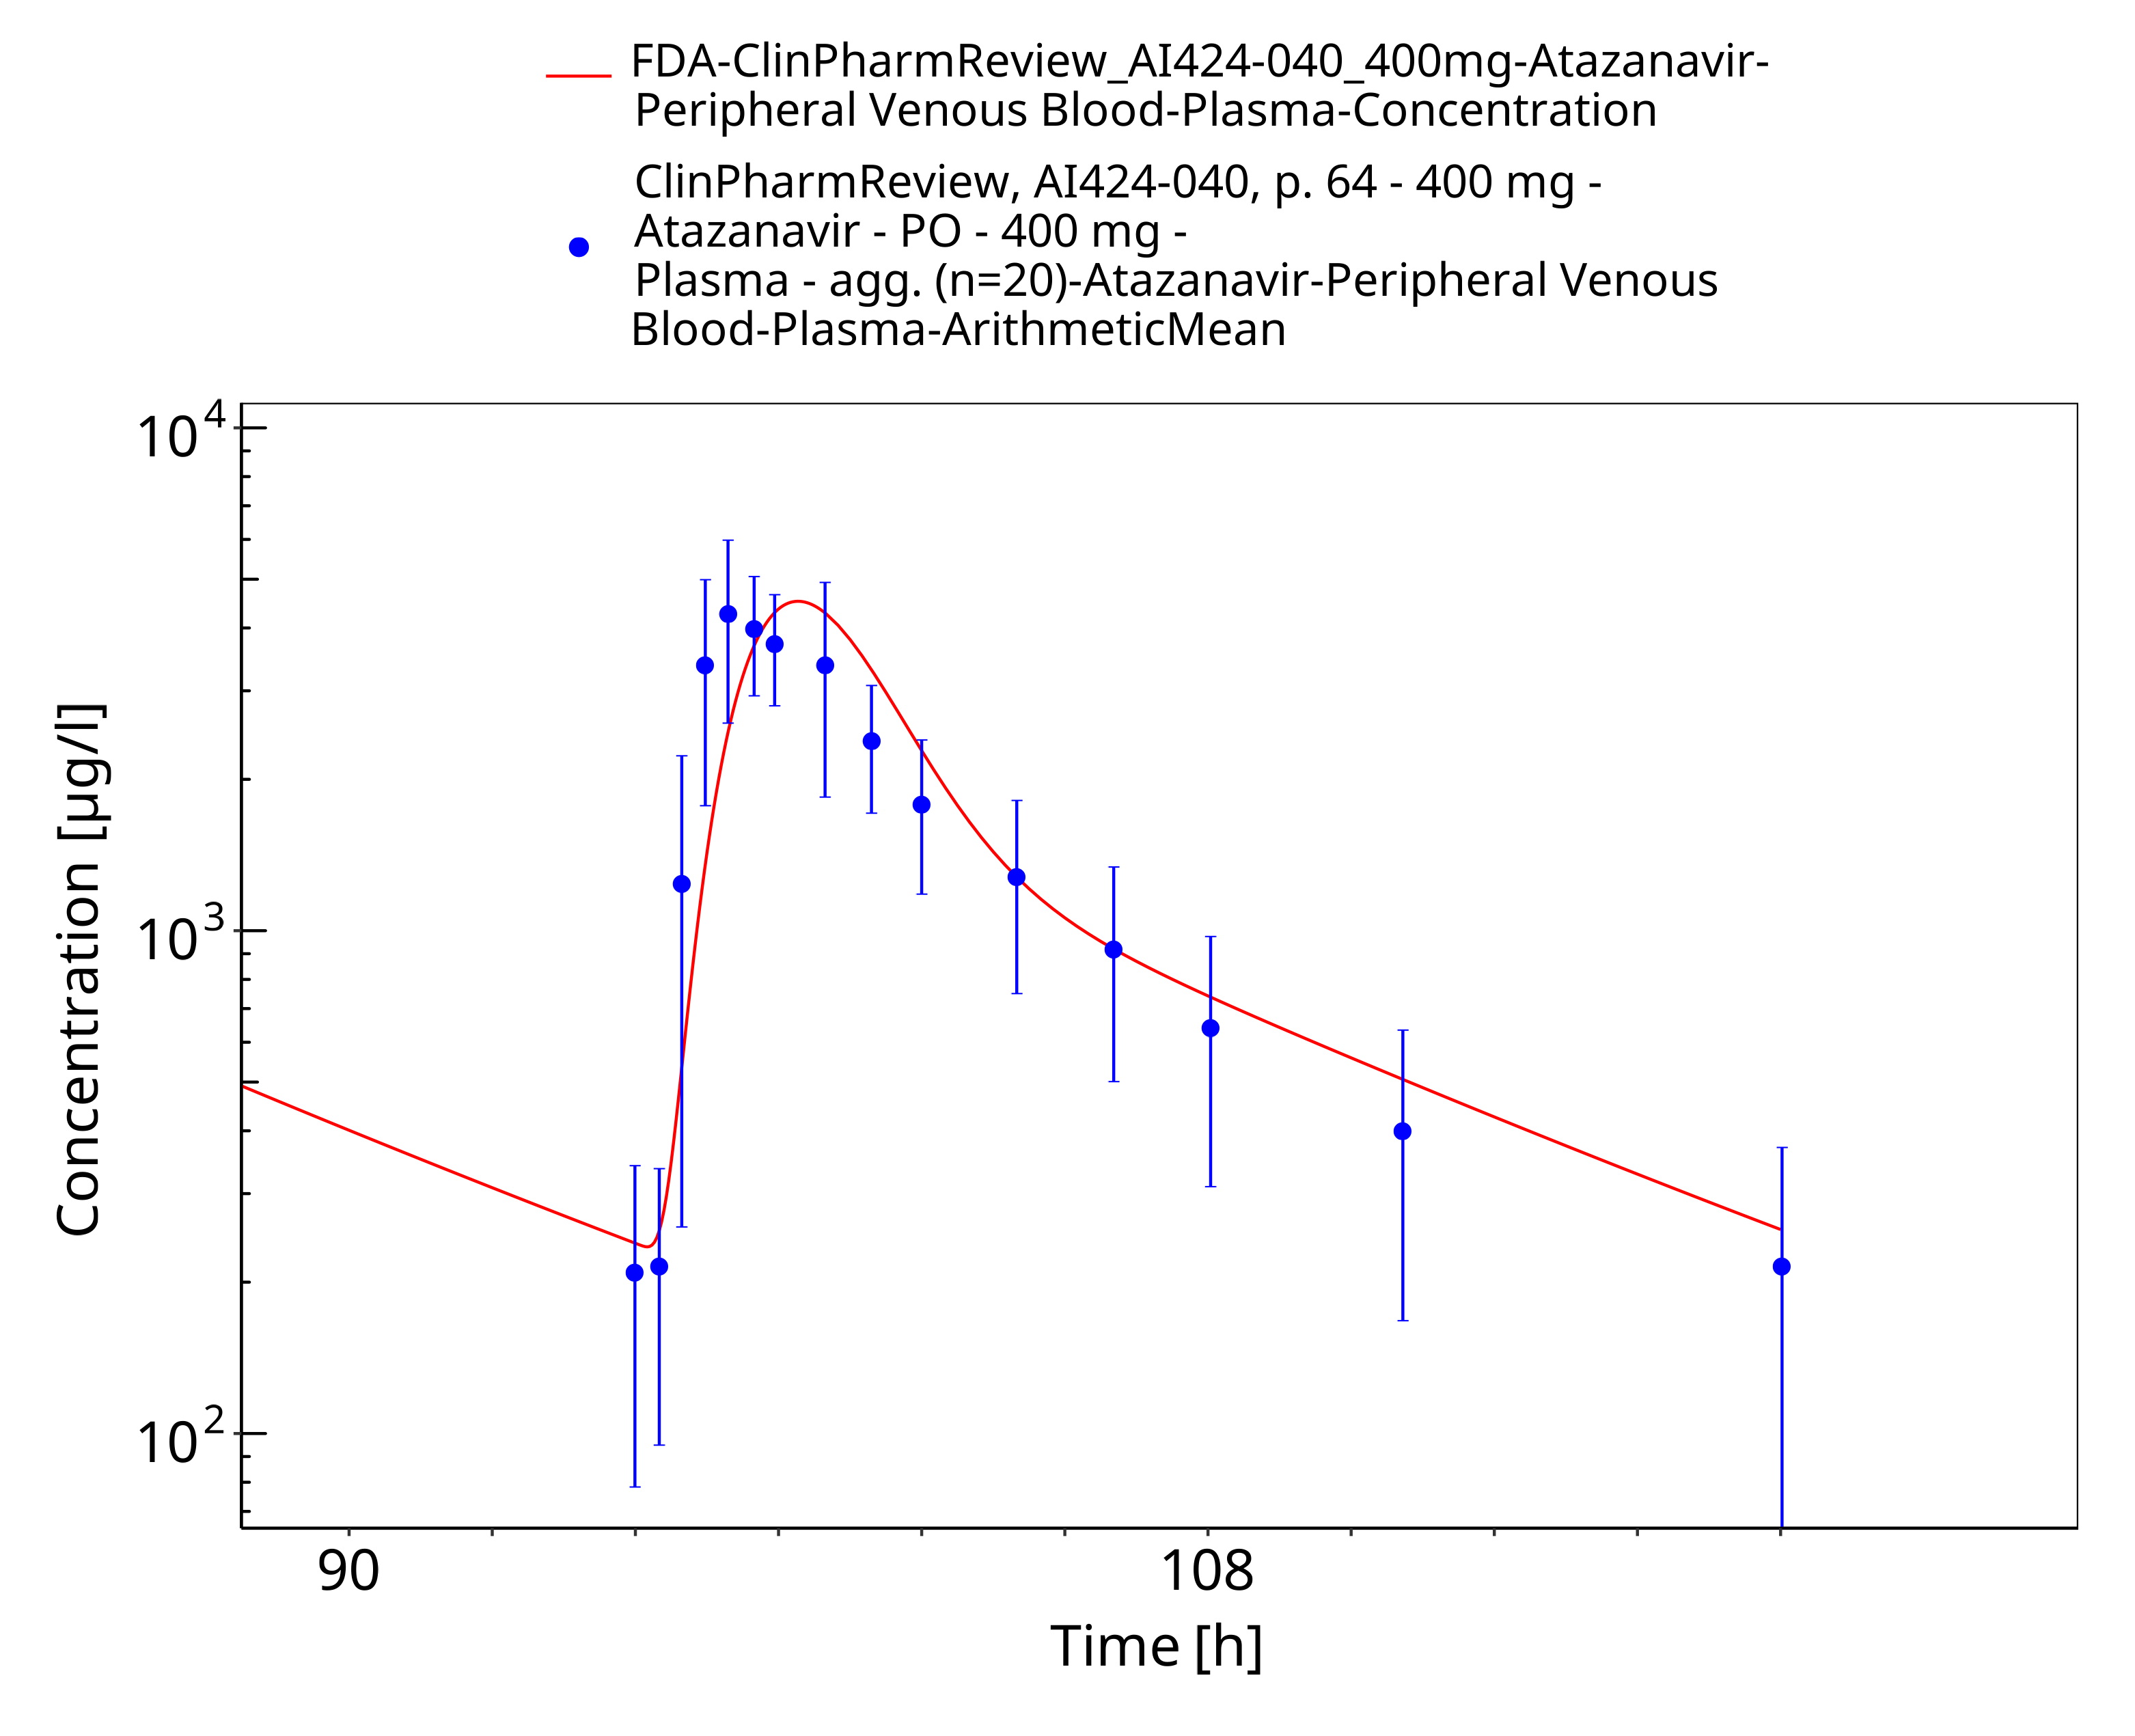 FDA-ClinPharmReview_AI424-040_400mg-Atazanavir-
Peripheral Venous Blood-Plasma-Concentration
ClinPharmReview, AI424-040, p. 64 - 400 mg -
Atazanavir - PO - 400 mg -
Plasma - agg. (n=20)-Atazanavir-Peripheral Venous
Blood-Plasma-ArithmeticMean
10^4
10^3
10^2
Concentration [µg/l]
90 108
Time [h]